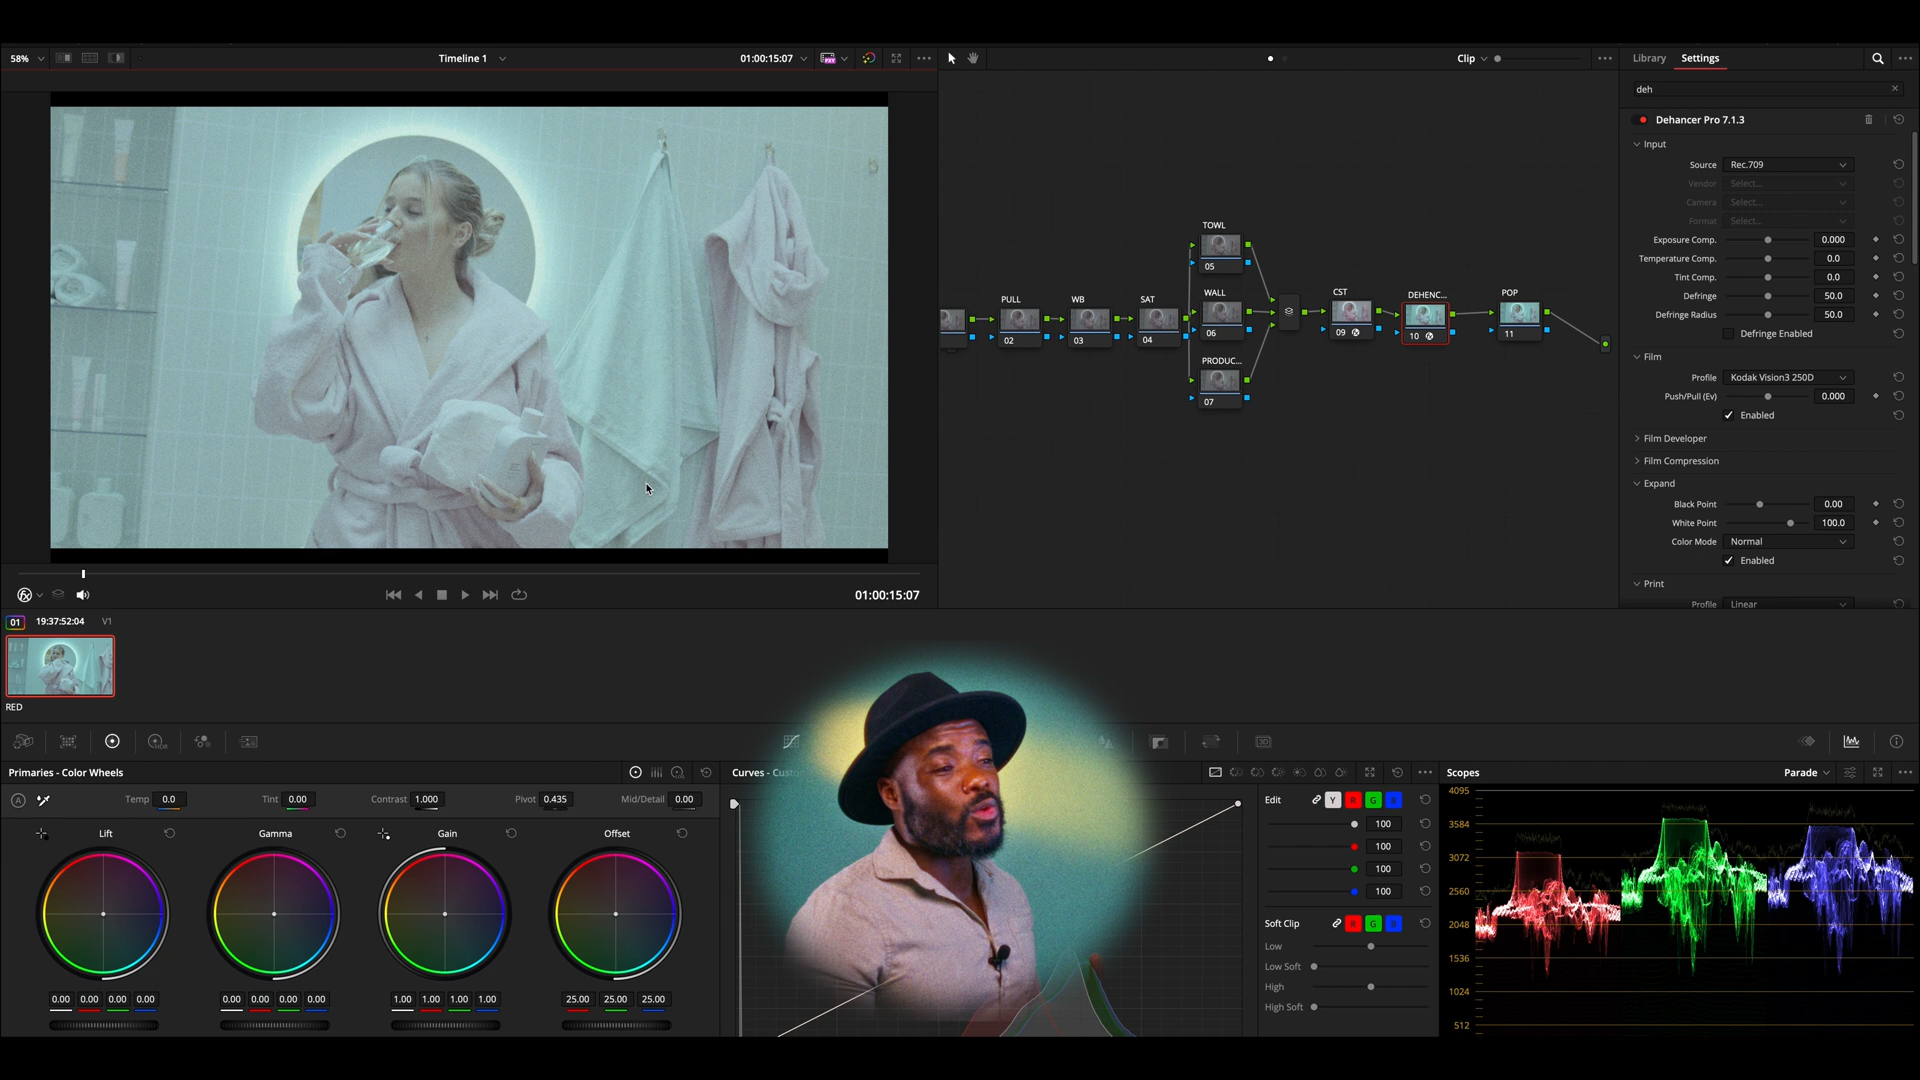 58%
Timeline 1
01:00:15:07
PXY
Clip
Library
Settings
deh
Dehancer Pro 7.1.3
Input
Source
Rec.709
Vendor
Select...
Camera
Select...
Format
Select...
Exposure Comp.
0.000
Temperature Comp.
0.0
Tint Comp.
0.0
Defringe
50.0
Defringe Radius
50.0
Defringe Enabled
Film
Profile
Kodak Vision3 250D
Push/Pull (Ev)
0.000
Enabled
Film Developer
Film Compression
Expand
Black Point
0.00
White Point
100.0
Color Mode
Normal
Enabled
Print
Profile
Linear
PULL
02
WB
03
SAT
04
TOWL
05
WALL
06
PRODUC...
07
CST
09
DEHENC...
10
POP
11
fx
01:00:15:07
01
19:37:52:04
V1
RED
HDR
3D
Primaries - Color Wheels
A
Temp
0.0
Tint
0.00
Contrast
1.000
Pivot
0.435
Mid/Detail
0.00
Lift
Gamma
Gain
Offset
0.00 0.00 0.00 0.00
0.00 0.00 0.00 0.00
1.00 1.00 1.00 1.00
25.00 25.00 25.00
Curves - Custo
Edit
Y R G B
100
100
100
100
Soft Clip
R G B
Low
Low Soft
High
High Soft
Scopes
Parade
4095
3584
3072
2560
2048
1536
1024
512